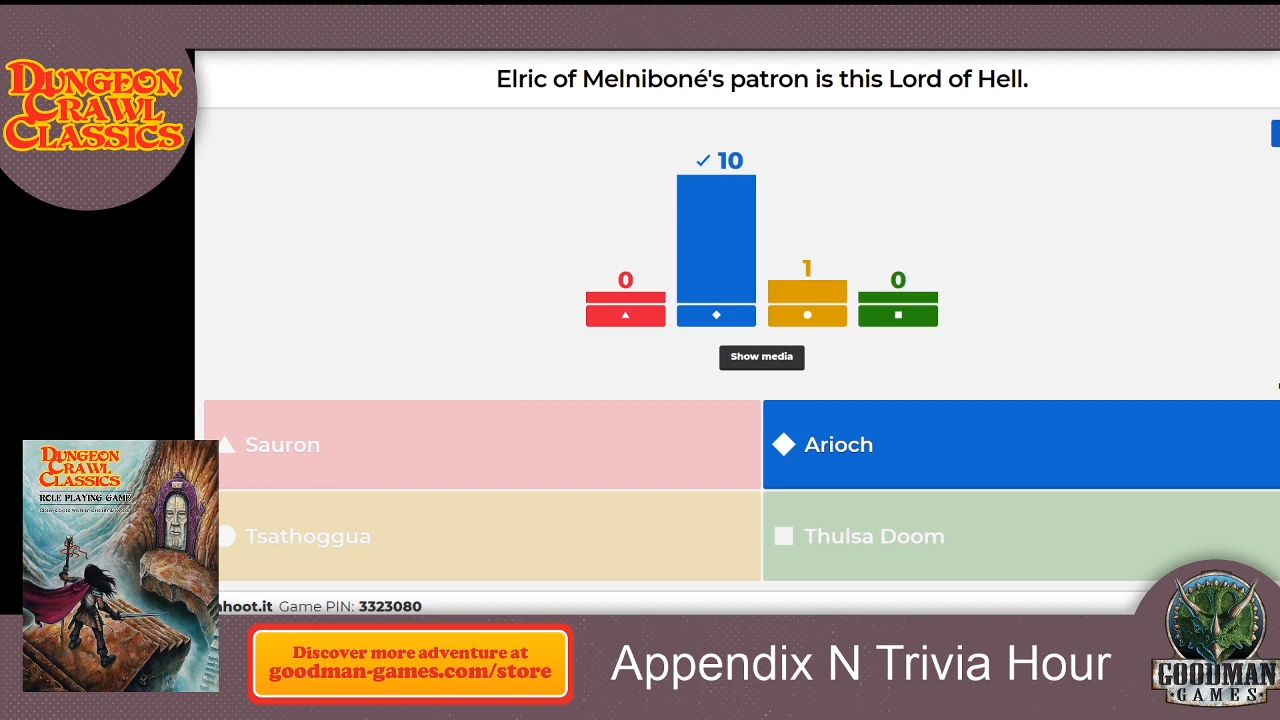 Elric of Melniboné's patron is this Lord of Hell.
DUNGEON
CRAWL
CLASSICS
10
0
1
0
Show media
Sauron
Arioch
Tsathoggua
Thulsa Doom
DUNGEON
CRAWL
CLASSICS
ROLE PLAYING GAME
ahoot.it Game PIN: 3323080
Discover more adventure at
goodman-games.com/store
Appendix N Trivia Hour
GOODMAN
GAMES